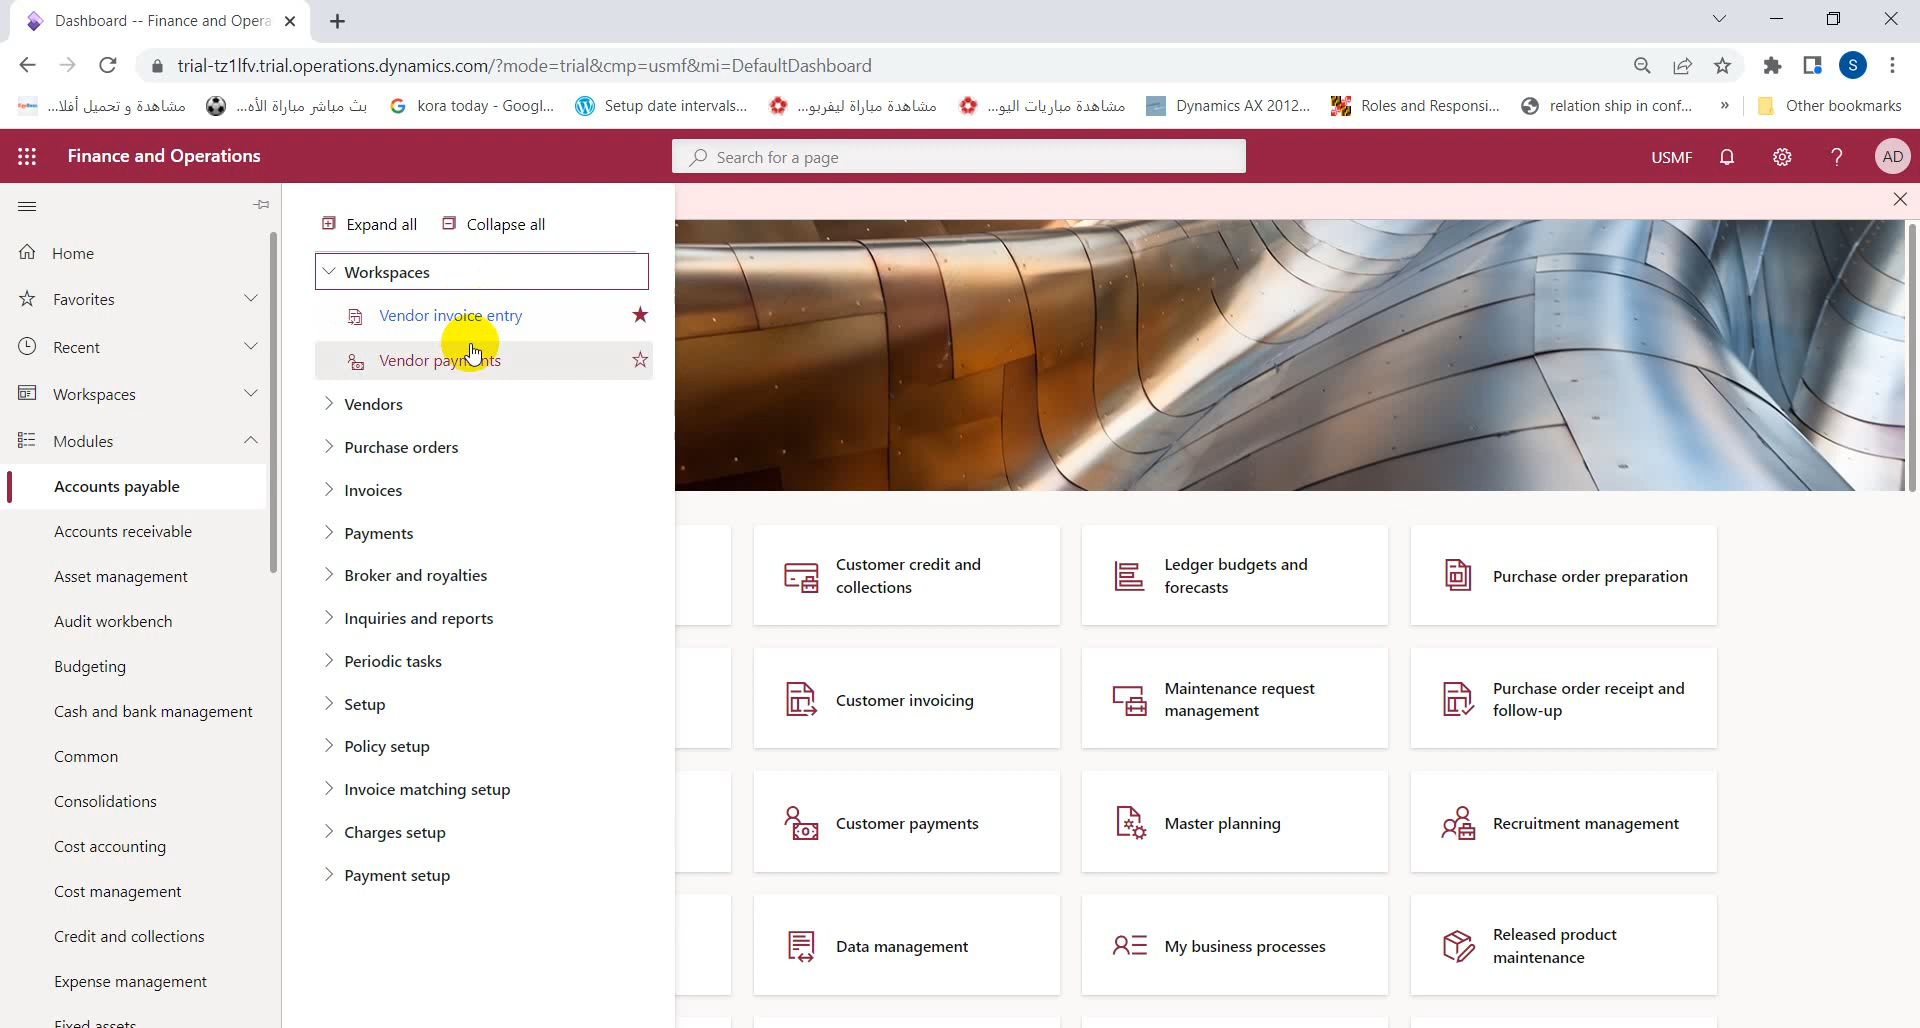 Dashboard -- Finance and Opera
trial-tz1lfv.trial.operations.dynamics.com/?mode=trial&cmp=usmf&mi=DefaultDashboard
S
مشاهدة و تحميل أفلا...
بث مباشر مباراة الأه...
kora today - Googl...
Setup date intervals...
مشاهدة مباراة ليفربو...
مشاهدة مباريات اليو...
Dynamics AX 2012...
Roles and Responsi...
relation ship in conf...
»
Other bookmarks
Finance and Operations
Search for a page
USMF
?
AD
Expand all
Collapse all
Home
Favorites
Recent
Workspaces
Modules
Accounts payable
Accounts receivable
Asset management
Audit workbench
Budgeting
Cash and bank management
Common
Consolidations
Cost accounting
Cost management
Credit and collections
Expense management
Fixed assets
Workspaces
Vendor invoice entry
Vendor payments
Vendors
Purchase orders
Invoices
Payments
Broker and royalties
Inquiries and reports
Periodic tasks
Setup
Policy setup
Invoice matching setup
Charges setup
Payment setup
Customer credit and
collections
Ledger budgets and
forecasts
Purchase order preparation
Customer invoicing
Maintenance request
management
Purchase order receipt and
follow-up
Customer payments
Master planning
Recruitment management
Data management
My business processes
Released product
maintenance